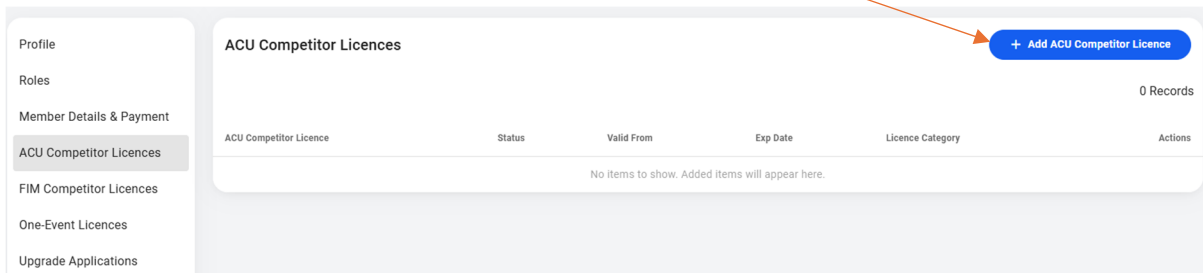 Profile
Roles
Member Details & Payment
ACU Competitor Licences
FIM Competitor Licences
One-Event Licences
Upgrade Applications
ACU Competitor Licences
+ Add ACU Competitor Licence
0 Records
ACU Competitor Licence Status Valid From Exp Date Licence Category Actions
No items to show. Added items will appear here.